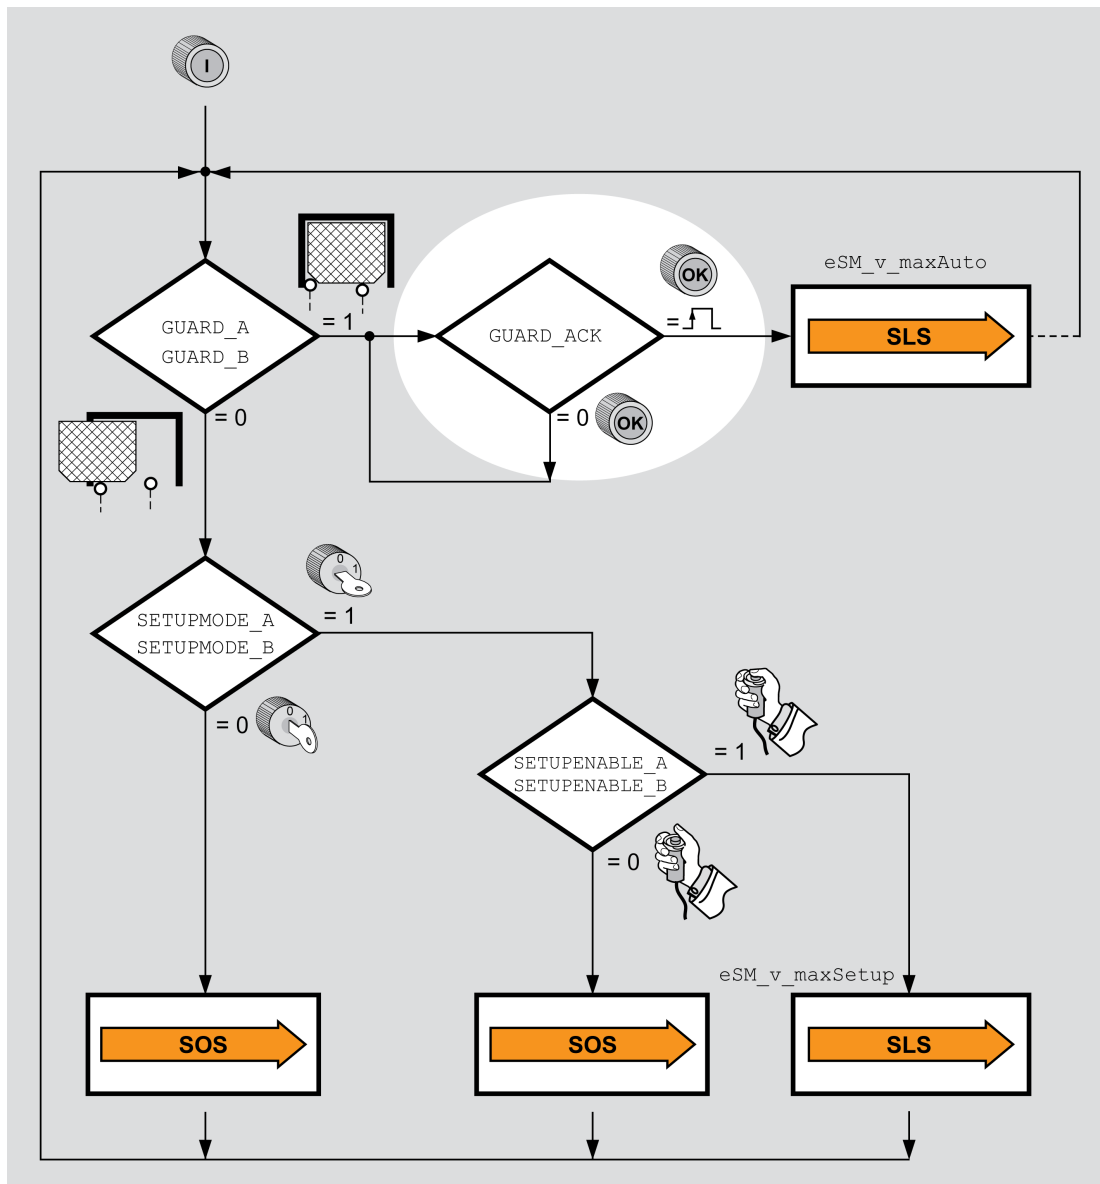 I
eSM_v_maxAuto
GUARD_A
GUARD_B
= 1
GUARD_ACK
OK
=
SLS
= 0
= 0
OK
0
1
SETUPMODE_A
SETUPMODE_B
= 1
= 0
0
1
SETUPENABLE_A
SETUPENABLE_B
= 1
= 0
eSM_v_maxSetup
SOS
SOS
SLS